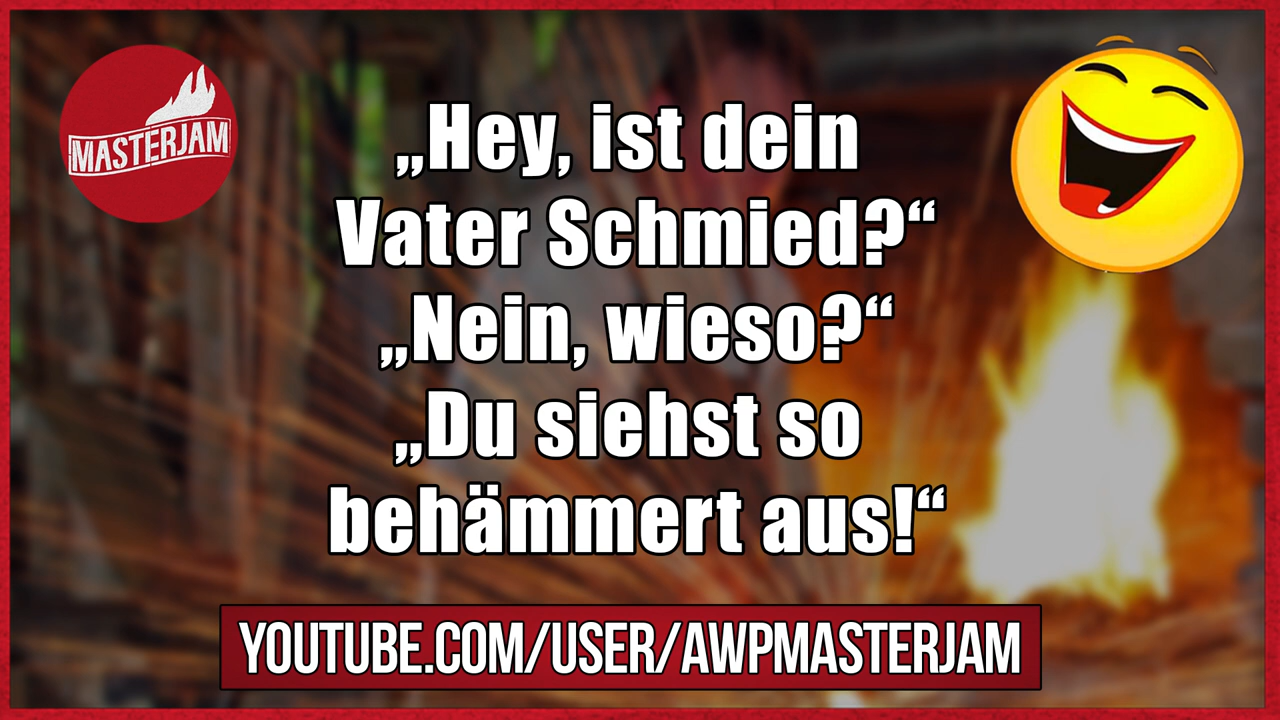 MASTERJAM
„Hey, ist dein
Vater Schmied?“
„Nein, wieso?“
„Du siehst so
behämmert aus!“
YOUTUBE.COM/USER/AWPMASTERJAM